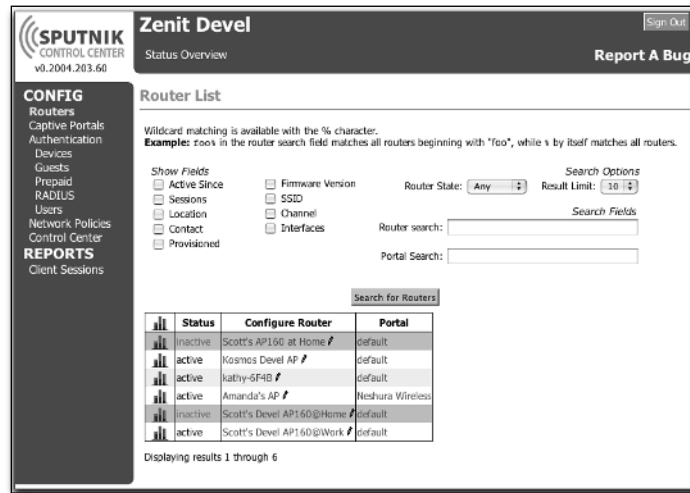 SPUTNIK
CONTROL CENTER
v0.2004.203.60
Zenit Devel
Sign Out
Status Overview
Report A Bug
CONFIG
Routers
Captive Portals
Authentication
Devices
Guests
Prepaid
RADIUS
Users
Network Policies
Control Center
REPORTS
Client Sessions
Router List
Wildcard matching is available with the % character.
Example: foo% in the router search field matches all routers beginning with "foo", while % by itself matches all routers.
Show Fields
Active Since
Sessions
Location
Contact
Provisioned
Firmware Version
SSID
Channel
Interfaces
Search Options
Router State: Any Result Limit: 10
Search Fields
Router search:
Portal Search:
Search for Routers
Status Configure Router Portal
inactive Scott's AP160 at Home default
active Kosmos Devel AP default
active kathy-6F4B default
active Amanda's AP Neshura Wireless
inactive Scott's Devel AP160@Home default
active Scott's Devel AP160@Work default
Displaying results 1 through 6